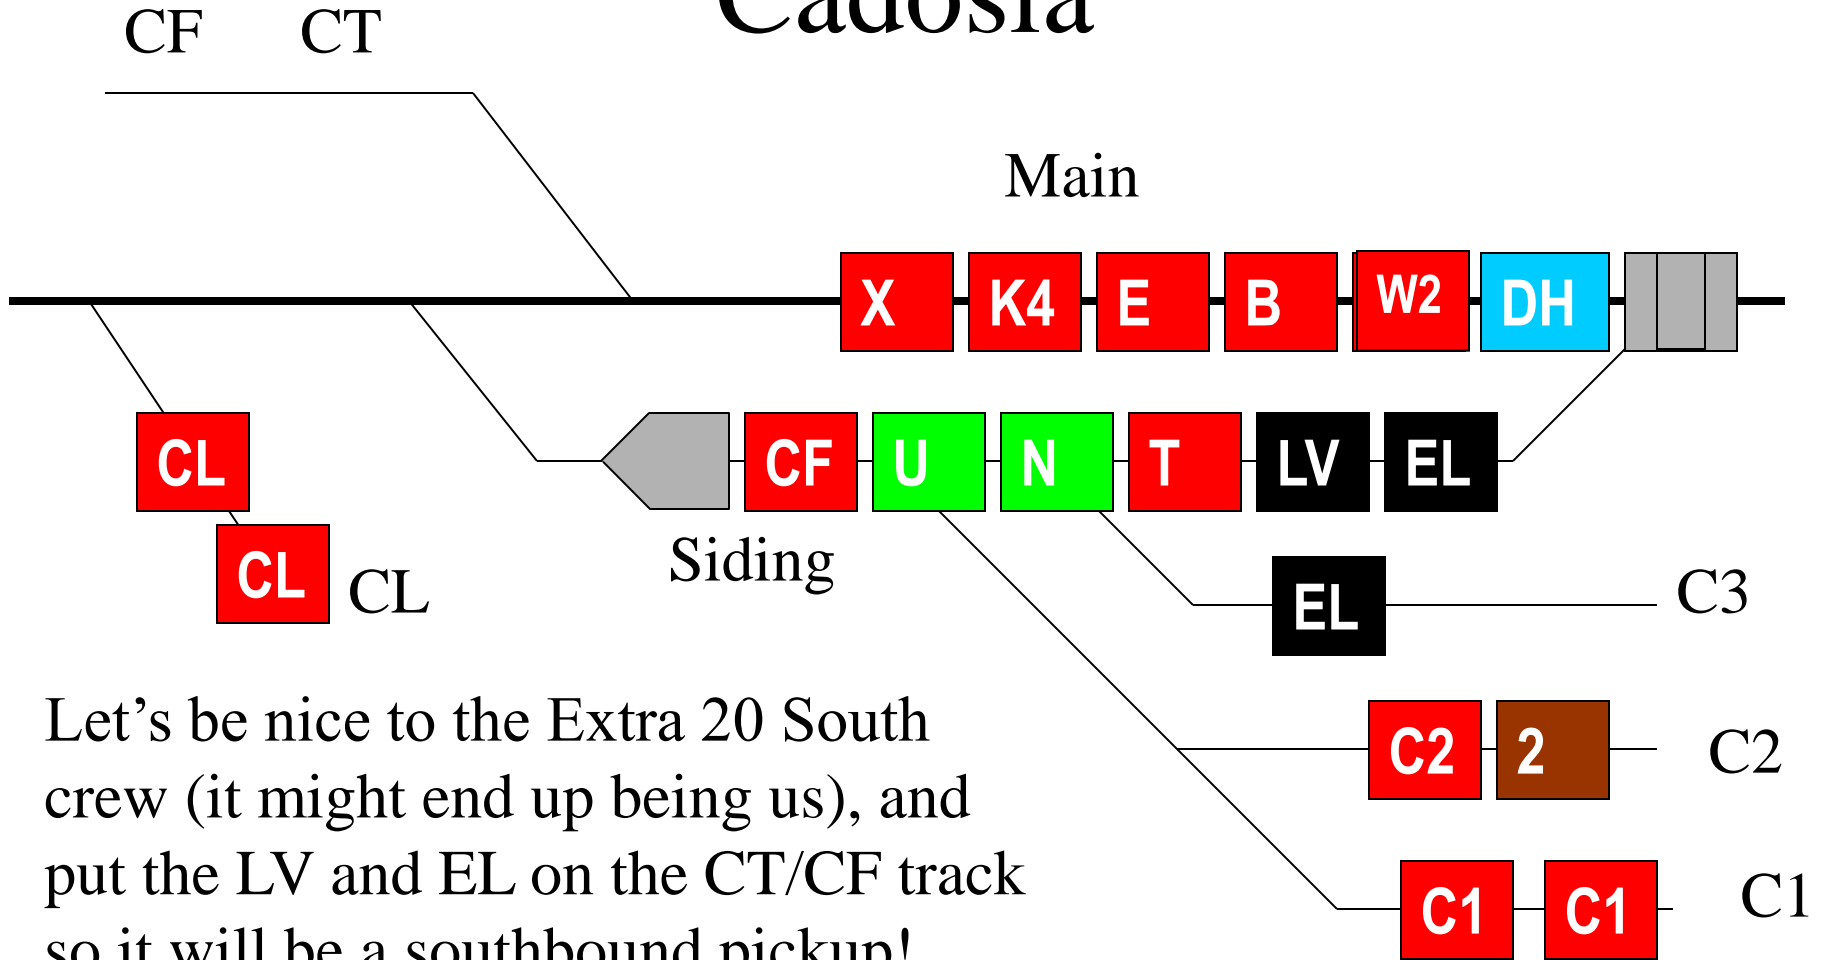 Cadosia
CF CT
Main
X K4 E B W2 DH
CL CF U N T LV EL
Siding
CL CL EL C3
C2 2 C2
C1 C1 C1
Let’s be nice to the Extra 20 South
crew (it might end up being us), and
put the LV and EL on the CT/CF track
so it will be a southbound pickup!